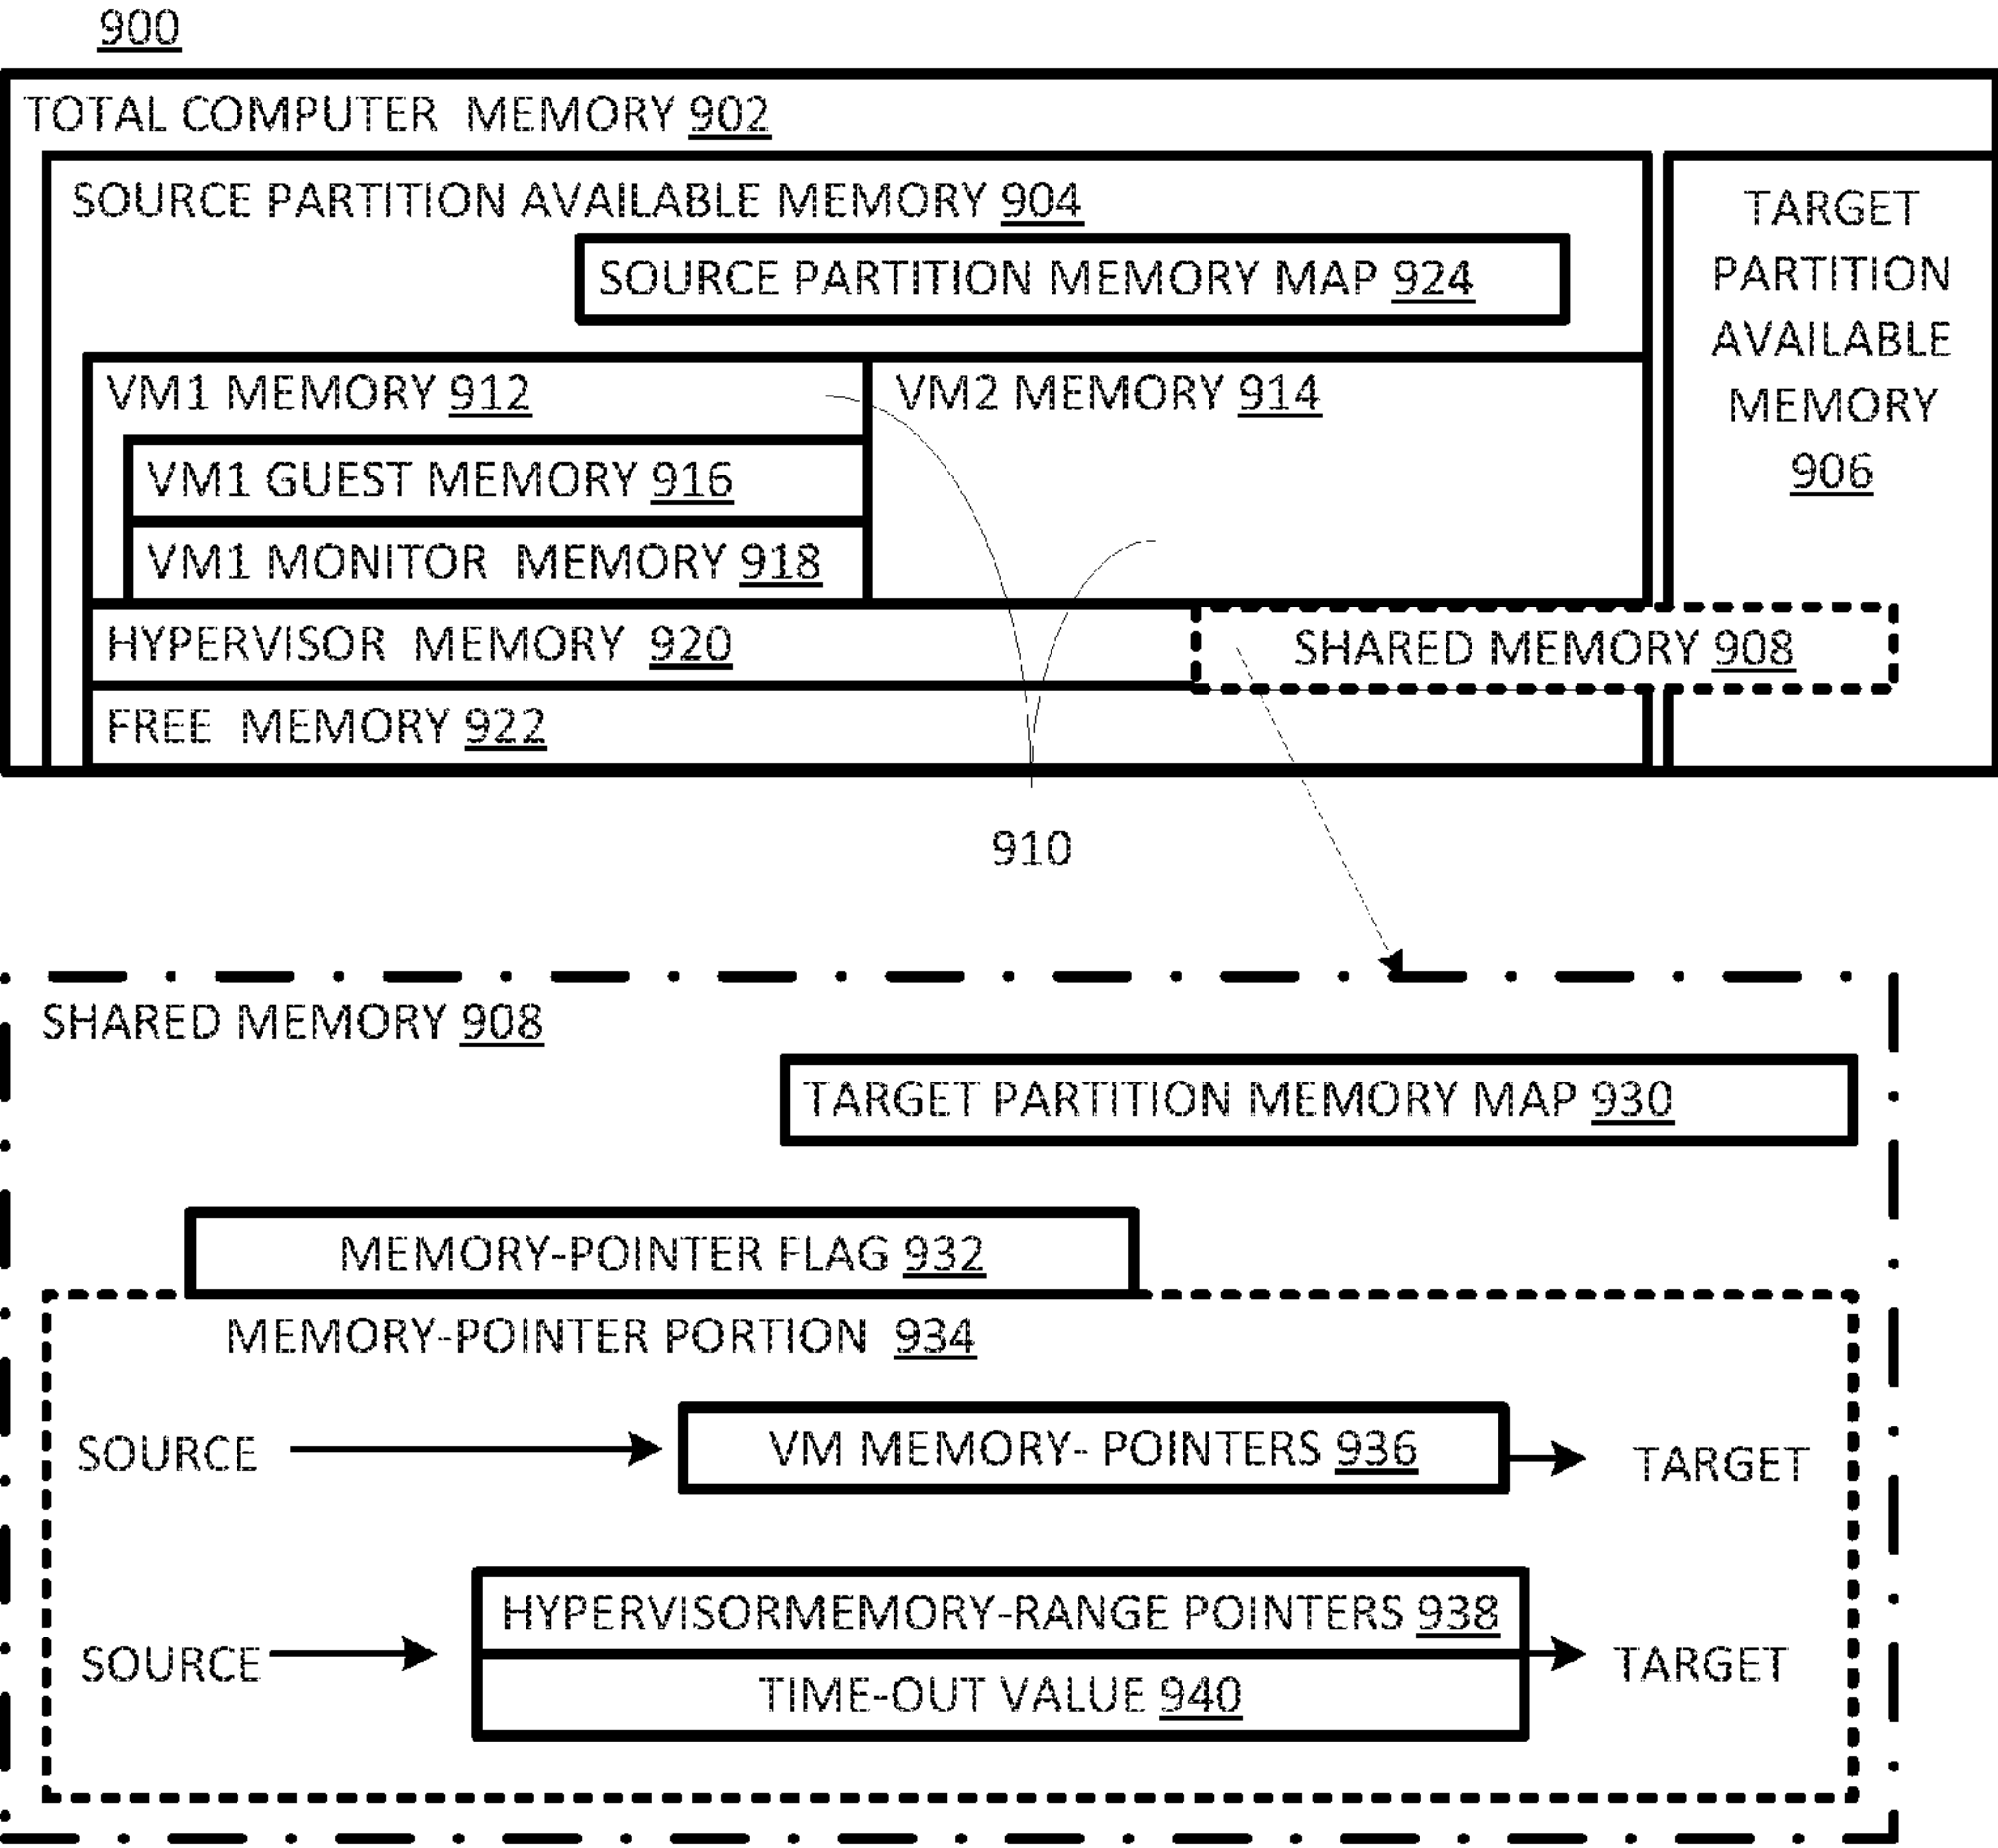 900
TOTAL COMPUTER MEMORY 902
SOURCE PARTITION AVAILABLE MEMORY 904
SOURCE PARTITION MEMORY MAP 924
TARGET
PARTITION
AVAILABLE
MEMORY
906
VM1 MEMORY 912
VM2 MEMORY 914
VM1 GUEST MEMORY 916
VM1 MONITOR MEMORY 918
HYPERVISOR MEMORY 920
SHARED MEMORY 908
FREE MEMORY 922
910
SHARED MEMORY 908
TARGET PARTITION MEMORY MAP 930
MEMORY-POINTER FLAG 932
MEMORY-POINTER PORTION 934
SOURCE
VM MEMORY- POINTERS 936
TARGET
SOURCE
HYPERVISORMEMORY-RANGE POINTERS 938
TIME-OUT VALUE 940
TARGET